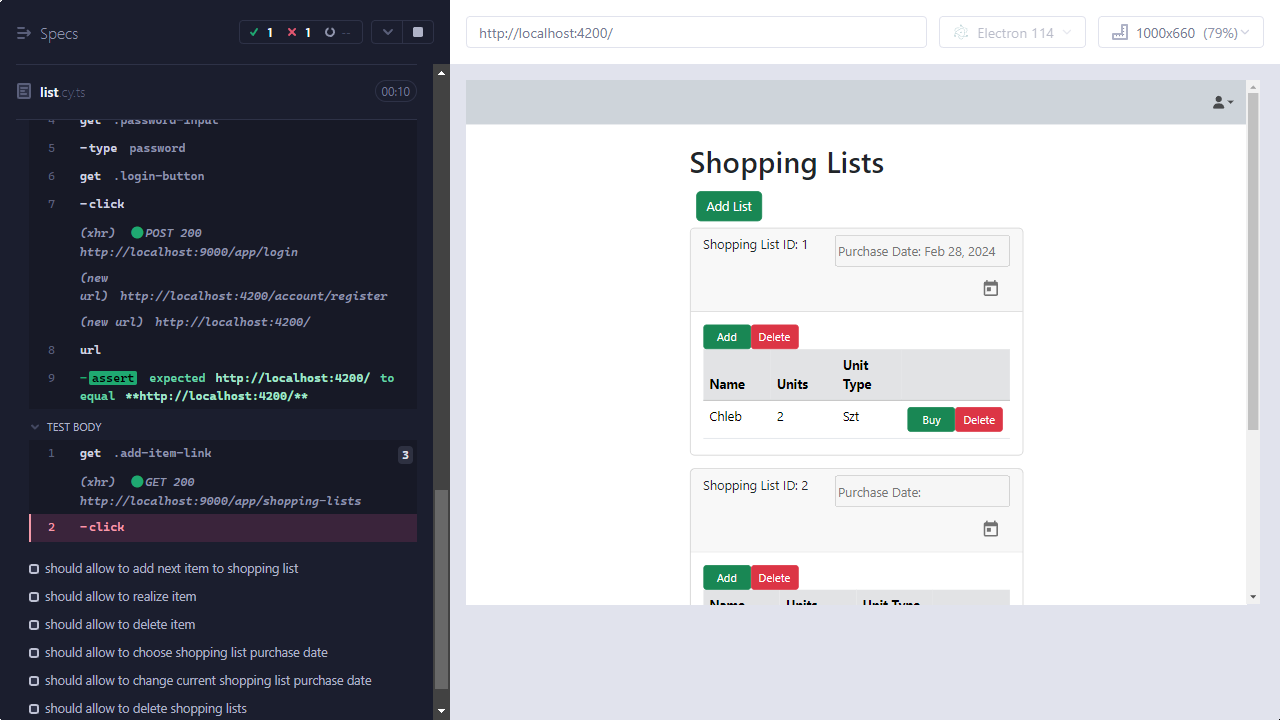 Specs
1
1
--
list.cy.ts
00:10
4 get .password-input
5 -type password
6 get .login-button
7 -click
(xhr) POST 200
http://localhost:9000/app/login
(new
url) http://localhost:4200/account/register
(new url) http://localhost:4200/
8 url
9 -assert expected http://localhost:4200/ to
equal **http://localhost:4200/**
TEST BODY
1 get .add-item-link 3
(xhr) GET 200
http://localhost:9000/app/shopping-lists
2 -click
should allow to add next item to shopping list
should allow to realize item
should allow to delete item
should allow to choose shopping list purchase date
should allow to change current shopping list purchase date
should allow to delete shopping lists
http://localhost:4200/
Electron 114
1000x660 (79%)
Shopping Lists
Add List
Shopping List ID: 1
Purchase Date: Feb 28, 2024
Add Delete
Name Units Unit Type
Chleb 2 Szt Buy Delete
Shopping List ID: 2
Purchase Date:
Add Delete
Name Units Unit Type